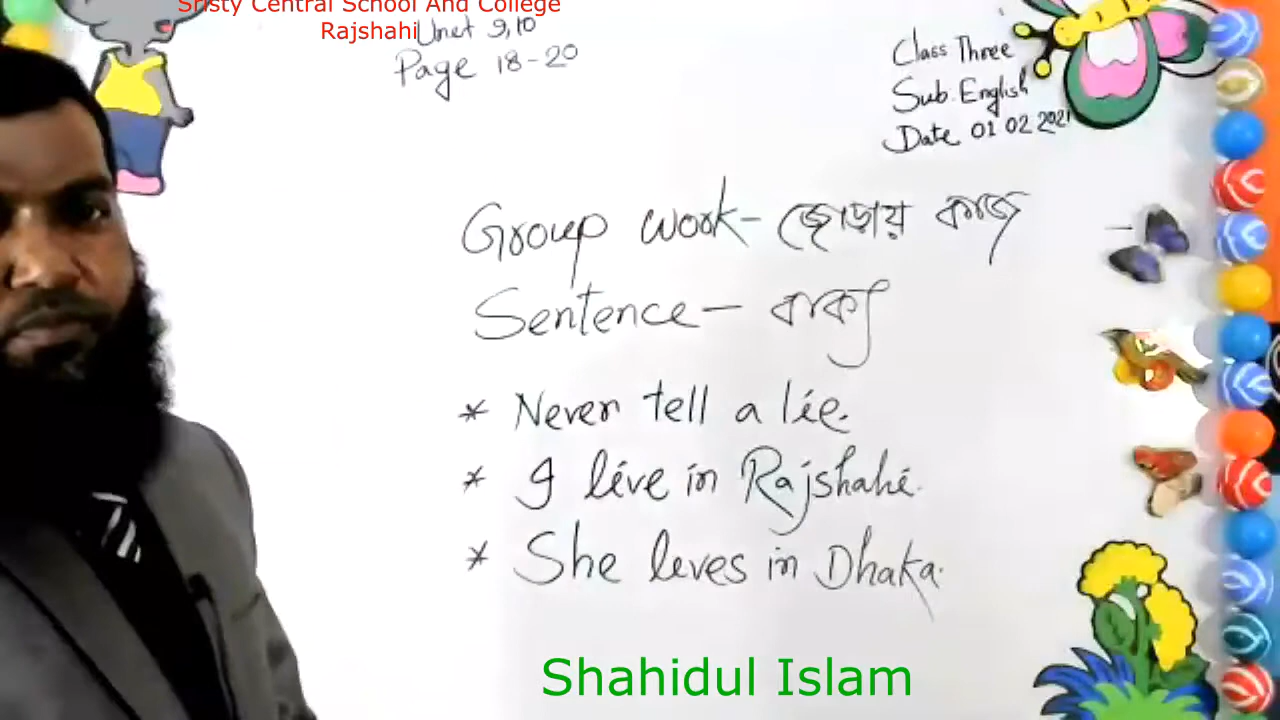 Sristy Central School And College
Rajshahi
Unet 9,10
Page 18-20
Class Three
Sub. English
Date 01 02 2021
Group work- জোড়ায় কাজ
Sentence - বাক্য
* Never tell a lie.
* I live in Rajshahi.
* She leves in Dhaka.
Shahidul Islam